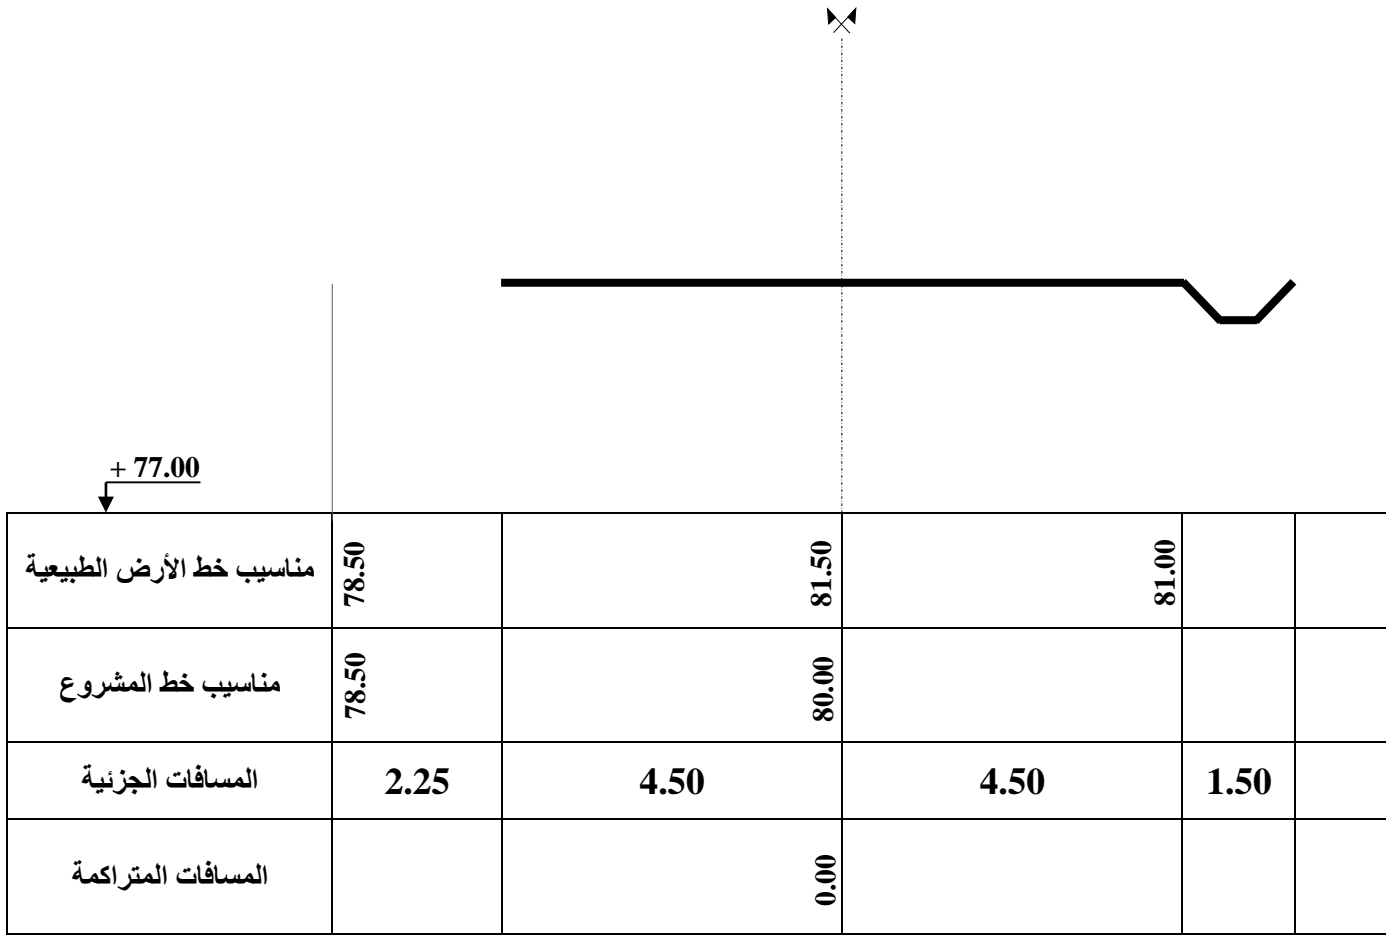 + 77.00
مناسيب خط الأرض الطبيعية 78.50 81.50 81.00
مناسيب خط المشروع 78.50 80.00
المسافات الجزئية 2.25 4.50 4.50 1.50
المسافات المتراكمة 0.00